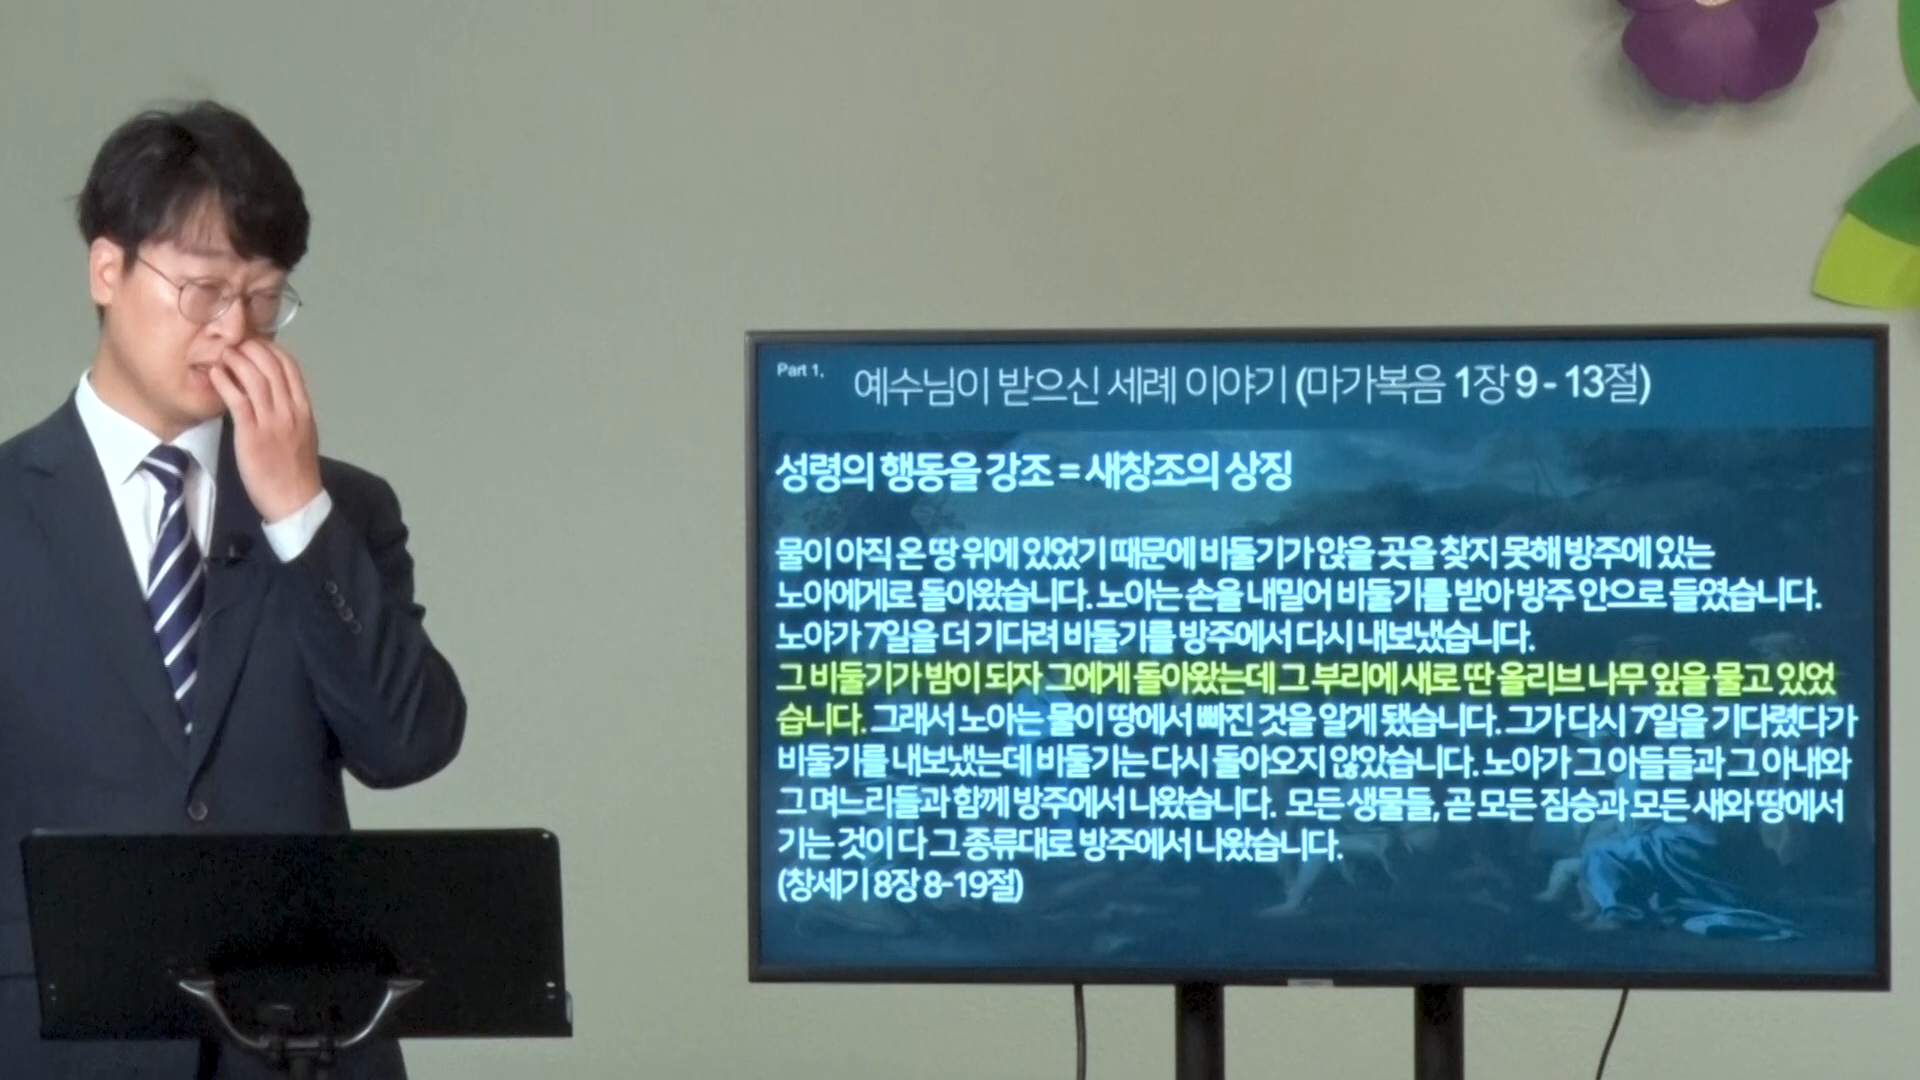 Part 1,
예수님이 받으신 세례 이야기 (마가복음 1장 9 - 13절)
성령의 행동을 강조 = 새창조의 상징
물이 아직 온 땅 위에 있었기 때문에 비둘기가 앉을 곳을 찾지 못해 방주에 있는
노아에게로 돌아왔습니다. 노아는 손을 내밀어 비둘기를 받아 방주 안으로 들였습니다.
노아가 7일을 더 기다려 비둘기를 방주에서 다시 내보냈습니다.
그 비둘기가 밤이 되자 그에게 돌아왔는데 그 부리에 새로 딴 올리브 나무 잎을 물고 있었
습니다. 그래서 노아는 물이 땅에서 빠진 것을 알게 됐습니다. 그가 다시 7일을 기다렸다가
비둘기를 내보냈는데 비둘기는 다시 돌아오지 않았습니다. 노아가 그 아들들과 그 아내와
그 며느리들과 함께 방주에서 나왔습니다. 모든 생물들, 곧 모든 짐승과 모든 새와 땅에서
기는 것이 다 그 종류대로 방주에서 나왔습니다.
(창세기 8장 8-19절)